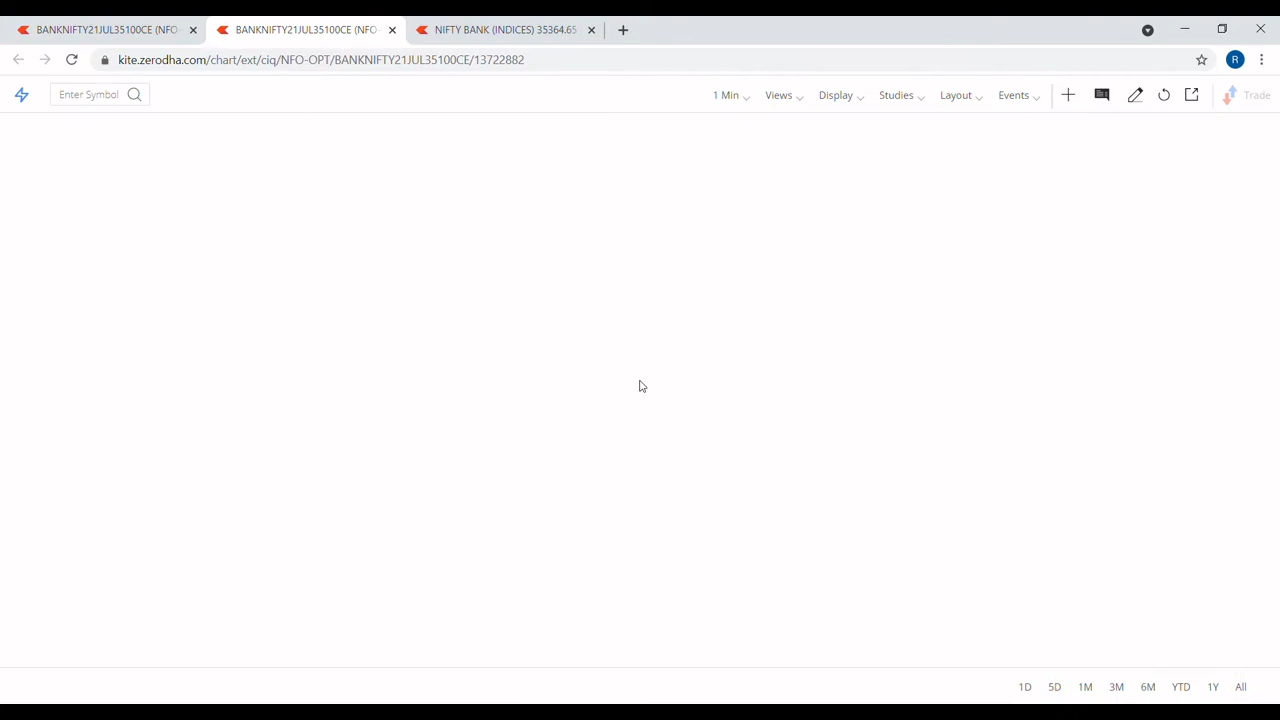 BANKNIFTY21JUL35100CE (NFO-
BANKNIFTY21JUL35100CE (NFO-
NIFTY BANK (INDICES) 35364.65
kite.zerodha.com/chart/ext/ciq/NFO-OPT/BANKNIFTY21JUL35100CE/13722882
R
Enter Symbol
1 Min
Views
Display
Studies
Layout
Events
Trade
1D 5D 1M 3M 6M YTD 1Y All